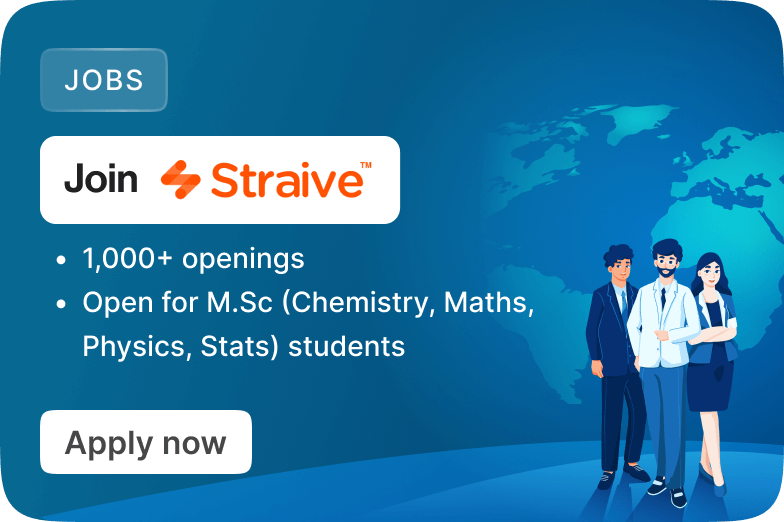 JOBS
Join Straive™
• 1,000+ openings
• Open for M.Sc (Chemistry, Maths,
Physics, Stats) students
Apply now